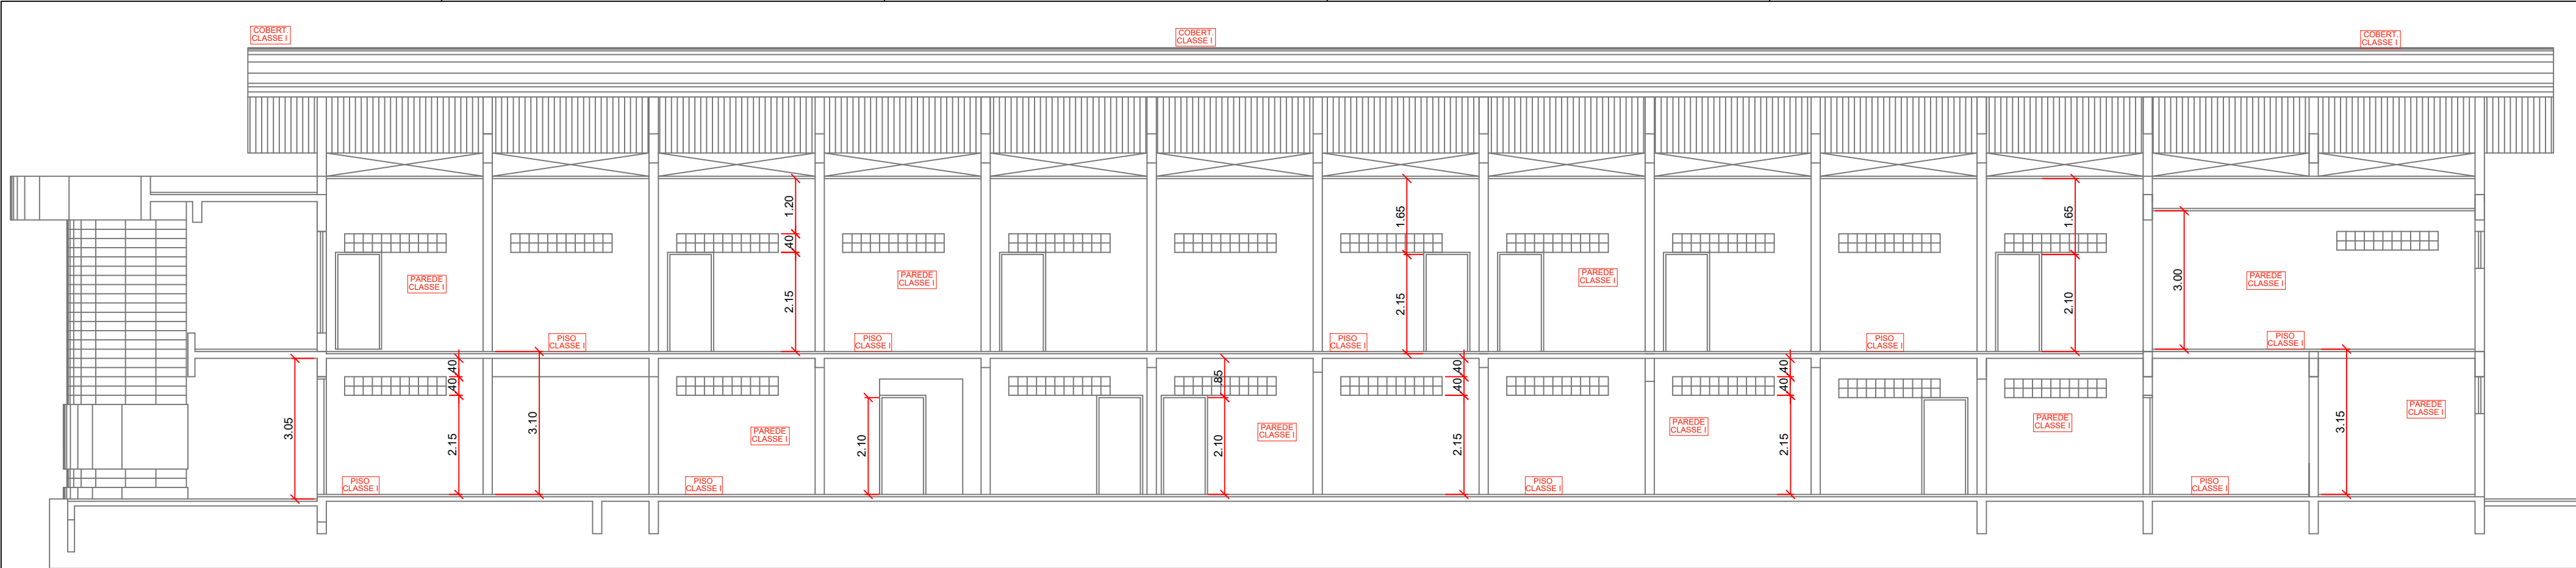 COBERT.
CLASSE I
COBERT.
CLASSE I
COBERT.
CLASSE I
1.20
.40
2.15
1.65
2.15
1.65
2.10
3.00
PAREDE
CLASSE I
PAREDE
CLASSE I
PAREDE
CLASSE I
PAREDE
CLASSE I
PISO
CLASSE I
PISO
CLASSE I
PISO
CLASSE I
PISO
CLASSE I
PISO
CLASSE I
3.05
.40
.40
2.15
3.10
2.10
.85
2.10
.40
.40
2.15
.40
.40
2.15
3.15
PAREDE
CLASSE I
PAREDE
CLASSE I
PAREDE
CLASSE I
PAREDE
CLASSE I
PAREDE
CLASSE I
PISO
CLASSE I
PISO
CLASSE I
PISO
CLASSE I
PISO
CLASSE I